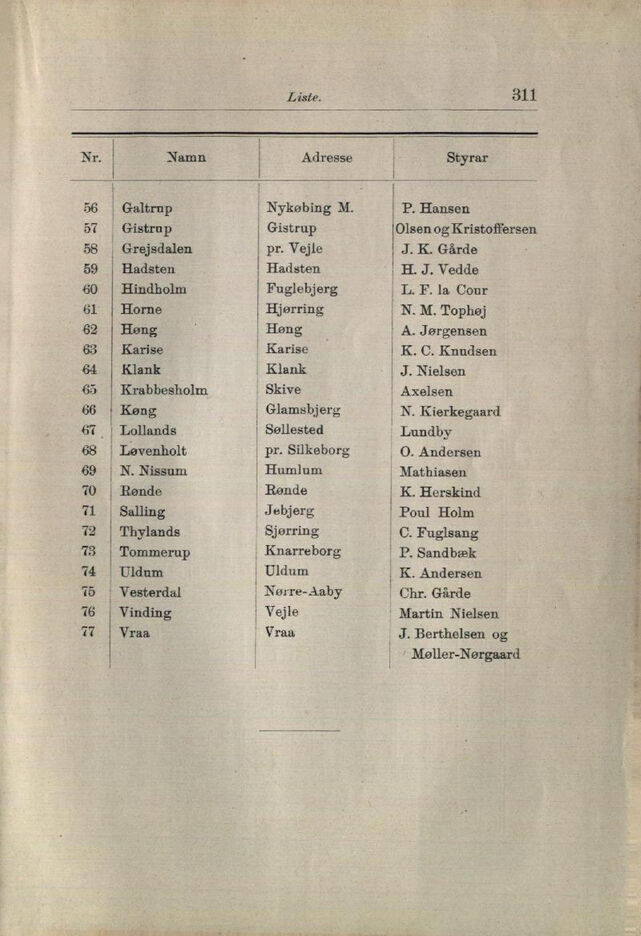 Liste. 311
Nr. Namn Adresse Styrar
56 Galtrup Nykøbing M. P. Hansen
57 Gistrup Gistrup Olsen og Kristoffersen
58 Grejsdalen pr. Vejle J. K. Gårde
59 Hadsten Hadsten H. J. Vedde
60 Hindholm Fuglebjerg L. F. la Cour
61 Horne Hjørring N. M. Tophøj
62 Høng Høng A. Jørgensen
63 Karise Karise K. C. Knudsen
64 Klank Klank J. Nielsen
65 Krabbesholm Skive Axelsen
66 Køng Glamsbjerg N. Kierkegaard
67 Lollands Søllested Lundby
68 Løvenholt pr. Silkeborg O. Andersen
69 N. Nissum Humlum Mathiasen
70 Rønde Rønde K. Herskind
71 Salling Jebjerg Poul Holm
72 Thylands Sjørring C. Fuglsang
73 Tommerup Knarreborg P. Sandbæk
74 Uldum Uldum K. Andersen
75 Vesterdal Nørre-Aaby Chr. Gårde
76 Vinding Vejle Martin Nielsen
77 Vraa Vraa J. Berthelsen og
Møller-Nørgaard